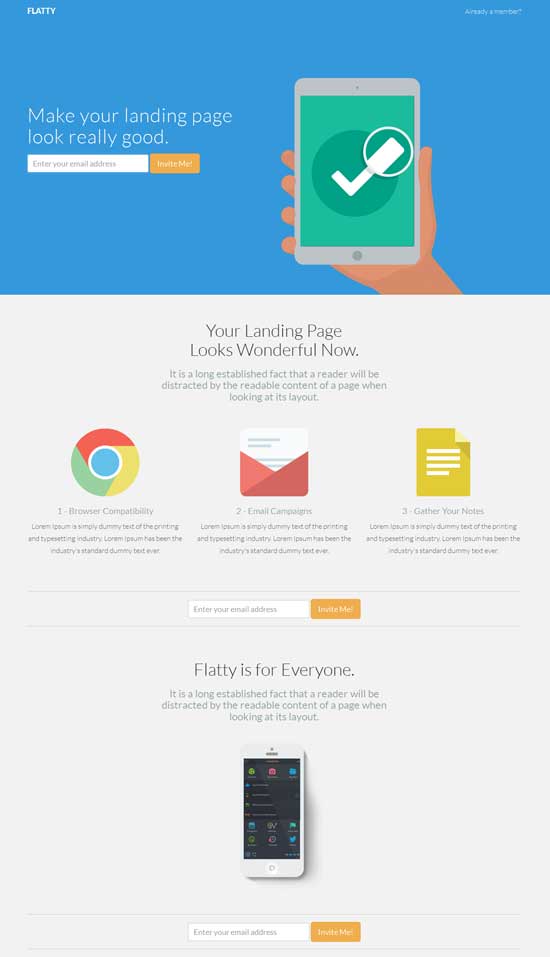 FLATTY
Already a member?
Make your landing page
look really good.
Enter your email address
Invite Me!
Your Landing Page
Looks Wonderful Now.
It is a long established fact that a reader will be
distracted by the readable content of a page when
looking at its layout.
1 - Browser Compatibility
Lorem Ipsum is simply dummy text of the printing
and typesetting industry. Lorem Ipsum has been the
industry's standard dummy text ever.
2 - Email Campaigns
Lorem Ipsum is simply dummy text of the printing
and typesetting industry. Lorem Ipsum has been the
industry's standard dummy text ever.
3 - Gather Your Notes
Lorem Ipsum is simply dummy text of the printing
and typesetting industry. Lorem Ipsum has been the
industry's standard dummy text ever.
Enter your email address
Invite Me!
Flatty is for Everyone.
It is a long established fact that a reader will be
distracted by the readable content of a page when
looking at its layout.
Enter your email address
Invite Me!